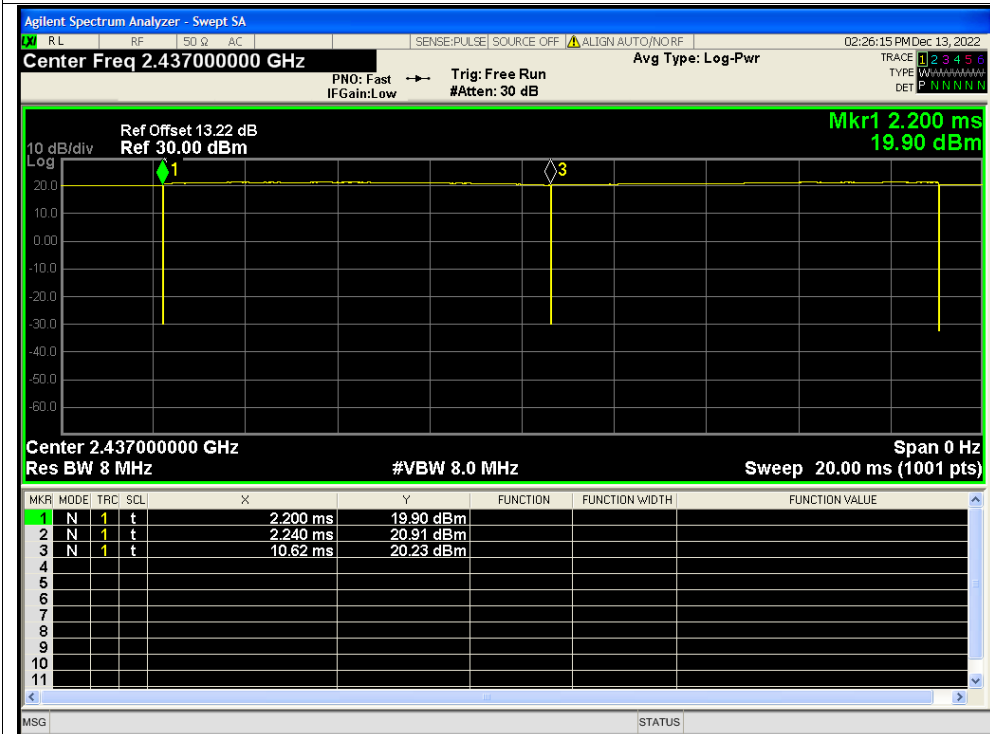 Agilent Spectrum Analyzer - Swept SA
LXI RL RF 50 Ω AC SENSE:PULSE SOURCE OFF ALIGN AUTO/NO RF 02:26:15 PM Dec 13, 2022
Center Freq 2.437000000 GHz Avg Type: Log-Pwr TRACE 1 2 3 4 5 6
PNO: Fast Trig: Free Run TYPE
IFGain:Low #Atten: 30 dB DET P N N N N N
Mkr1 2.200 ms
Ref Offset 13.22 dB 19.90 dBm
10 dB/div Ref 30.00 dBm
Log
1 3
20.0
10.0
0.00
-10.0
-20.0
-30.0
-40.0
-50.0
-60.0
Center 2.437000000 GHz Span 0 Hz
Res BW 8 MHz #VBW 8.0 MHz Sweep 20.00 ms (1001 pts)
MKR MODE TRC SCL X Y FUNCTION FUNCTION WIDTH FUNCTION VALUE
1 N 1 t 2.200 ms 19.90 dBm
2 N 1 t 2.240 ms 20.91 dBm
3 N 1 t 10.62 ms 20.23 dBm
4
5
6
7
8
9
10
11
MSG STATUS